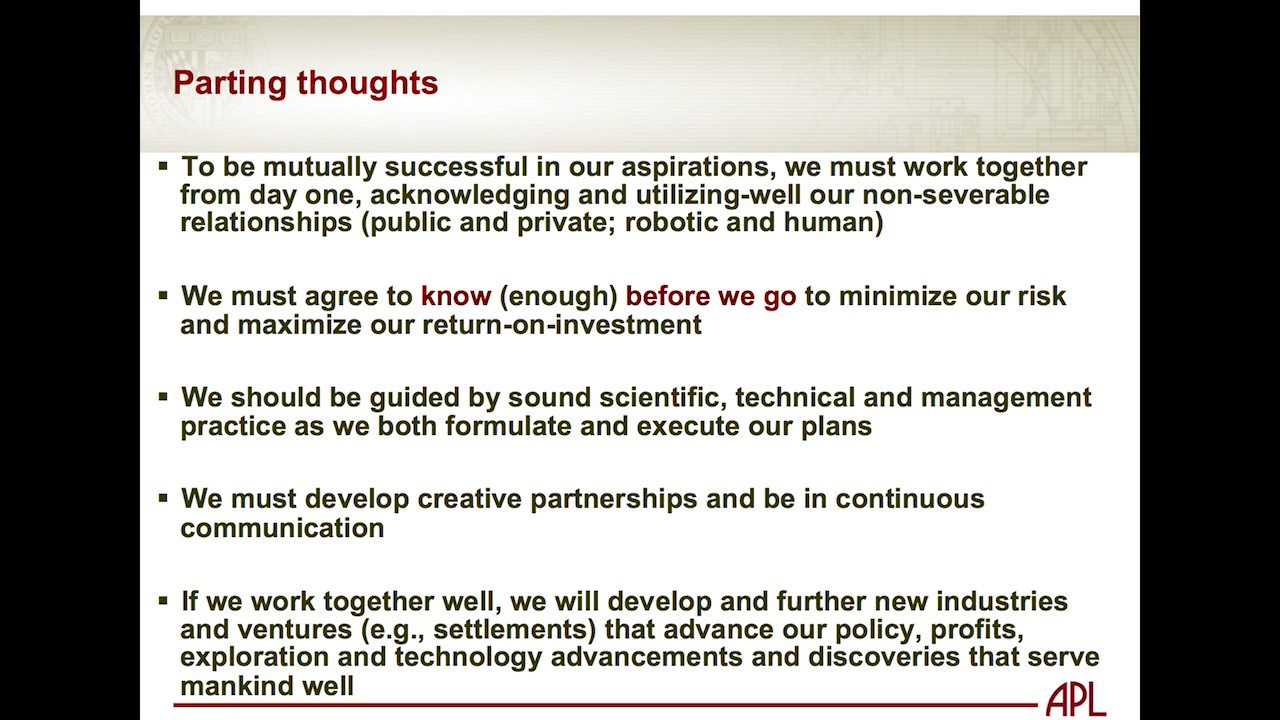 Parting thoughts
▪ To be mutually successful in our aspirations, we must work together
from day one, acknowledging and utilizing-well our non-severable
relationships (public and private; robotic and human)
▪ We must agree to know (enough) before we go to minimize our risk
and maximize our return-on-investment
▪ We should be guided by sound scientific, technical and management
practice as we both formulate and execute our plans
▪ We must develop creative partnerships and be in continuous
communication
▪ If we work together well, we will develop and further new industries
and ventures (e.g., settlements) that advance our policy, profits,
exploration and technology advancements and discoveries that serve
mankind well
APL